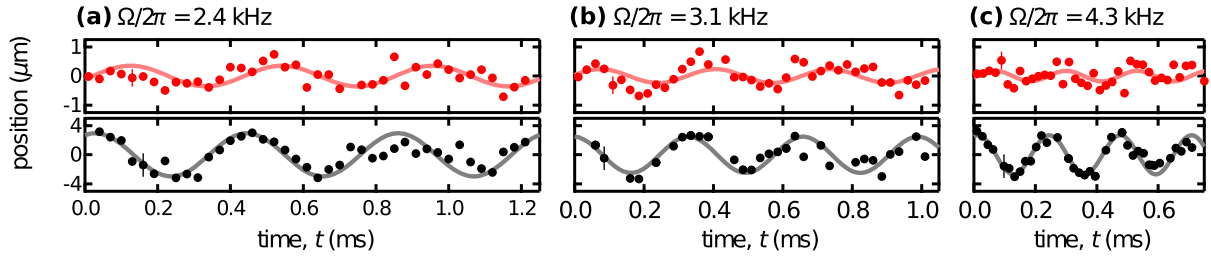 (a) Ω/2π = 2.4 kHz
(b) Ω/2π = 3.1 kHz
(c) Ω/2π = 4.3 kHz
position (μm)
1
0
-1
4
0
-4
0.0 0.2 0.4 0.6 0.8 1.0 1.2
0.0 0.2 0.4 0.6 0.8 1.0
0.0 0.2 0.4 0.6
time, t (ms)
time, t (ms)
time, t (ms)